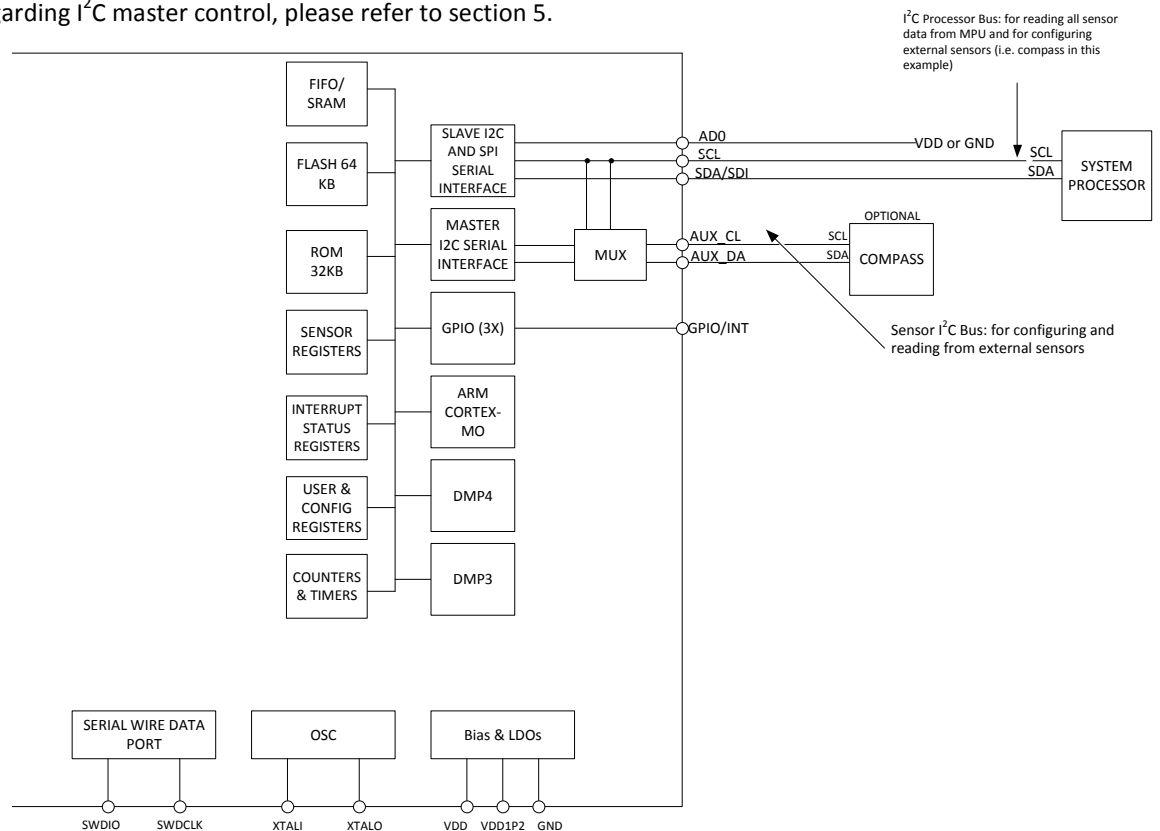 garding I²C master control, please refer to section 5.
I²C Processor Bus: for reading all sensor
data from MPU and for configuring
external sensors (i.e. compass in this
example)
FIFO/
SRAM
FLASH 64
KB
ROM
32KB
SENSOR
REGISTERS
INTERRUPT
STATUS
REGISTERS
USER &
CONFIG
REGISTERS
COUNTERS
& TIMERS
SLAVE I2C
AND SPI
SERIAL
INTERFACE
MASTER
I2C SERIAL
INTERFACE
GPIO (3X)
ARM
CORTEX-
MO
DMP4
DMP3
MUX
AD0
SCL
SDA/SDI
AUX_CL
AUX_DA
GPIO/INT
VDD or GND
SCL
SDA
SYSTEM
PROCESSOR
OPTIONAL
SCL
SDA
COMPASS
Sensor I²C Bus: for configuring and
reading from external sensors
SERIAL WIRE DATA
PORT
OSC
Bias & LDOs
SWDIO
SWDCLK
XTALI
XTALO
VDD
VDD1P2
GND